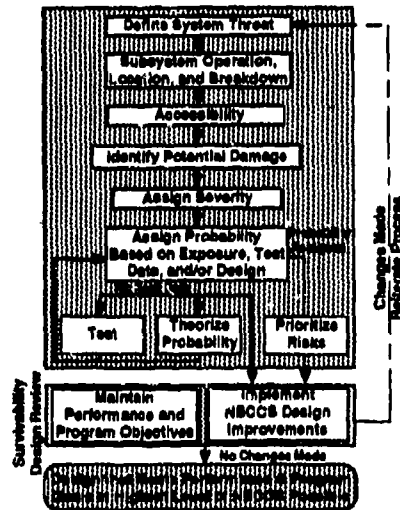 Define System Threat
Subsystem Operation,
Location, and Breakdown
Accessibility
Identify Potential Damage
Assign Severity
Assign Probability
Based on Exposure, Test
Data, and/or Design
Test
Theorize
Probability
Prioritize
Risks
Changes Made
Reiterate Process
Survivability
Design Review
Maintain
Performance and
Program Objectives
Implement
NBCCS Design
Improvements
No Changes Made